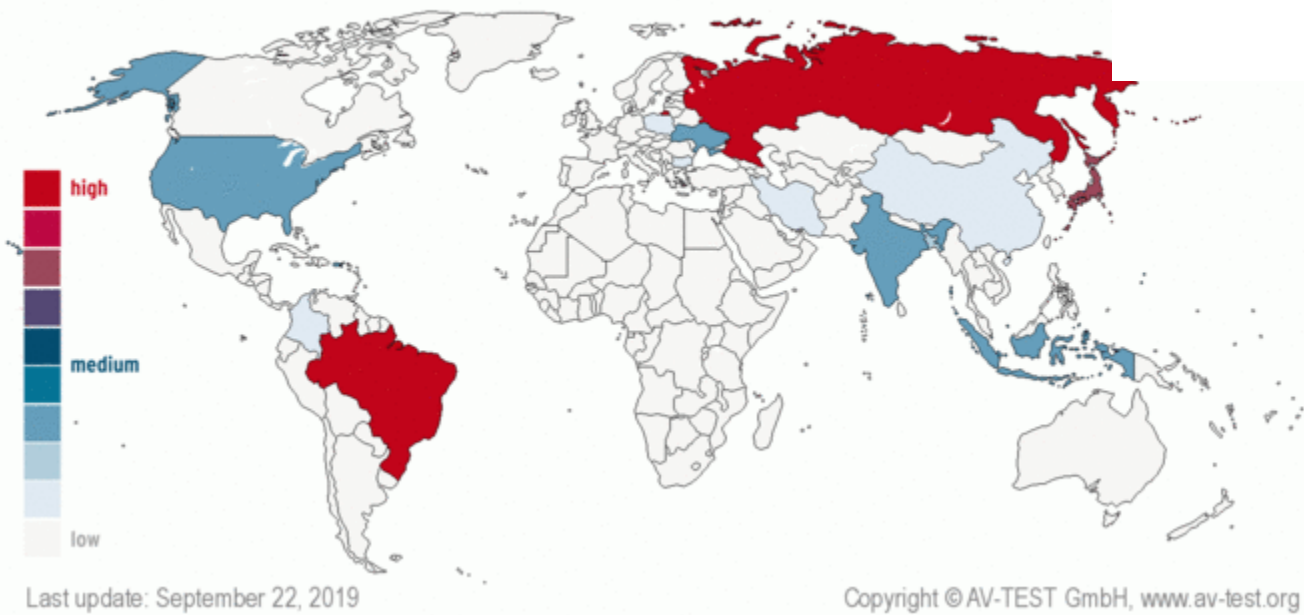 high
medium
low
Last update: September 22, 2019
Copyright © AV-TEST GmbH, www.av-test.org